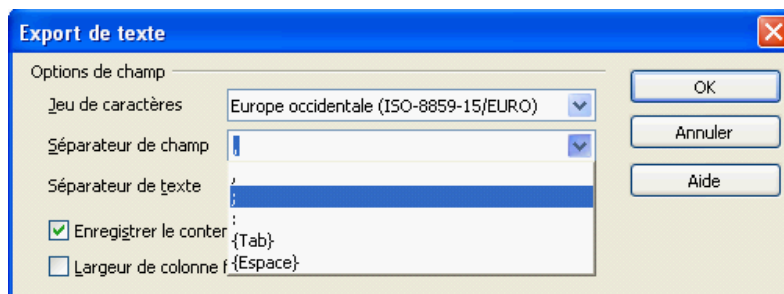 Export de texte
Options de champ
Jeu de caractères
Europe occidentale (ISO-8859-15/EURO)
OK
Séparateur de champ
,
Annuler
Séparateur de texte
,
;
:
{Tab}
{Espace}
Aide
Enregistrer le conter
Largeur de colonne f